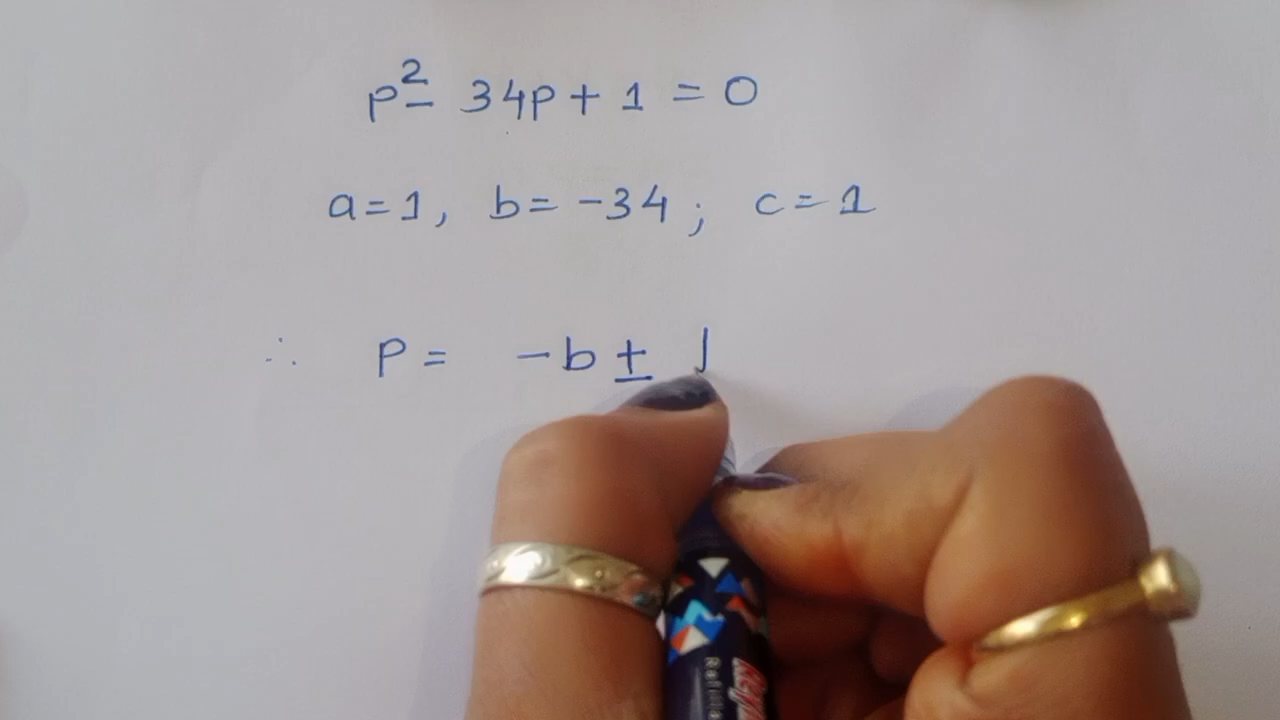 p² - 34p + 1 = 0
a=1, b= -34; c=1
∴ P = -b ±